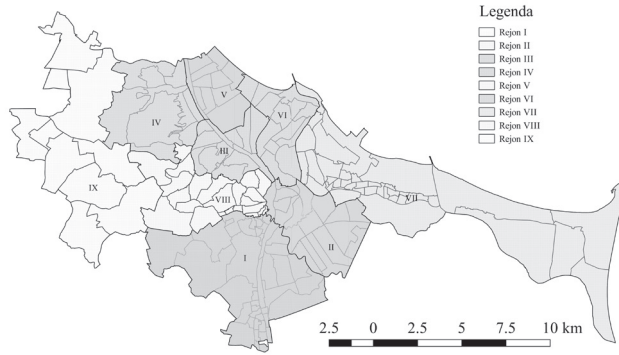 Legenda
Rejon I
Rejon II
Rejon III
Rejon IV
Rejon V
Rejon VI
Rejon VII
Rejon VIII
Rejon IX
V
VI
IV
III
IX
VIII
VII
II
I
2.5 0 2.5 5 7.5 10 km